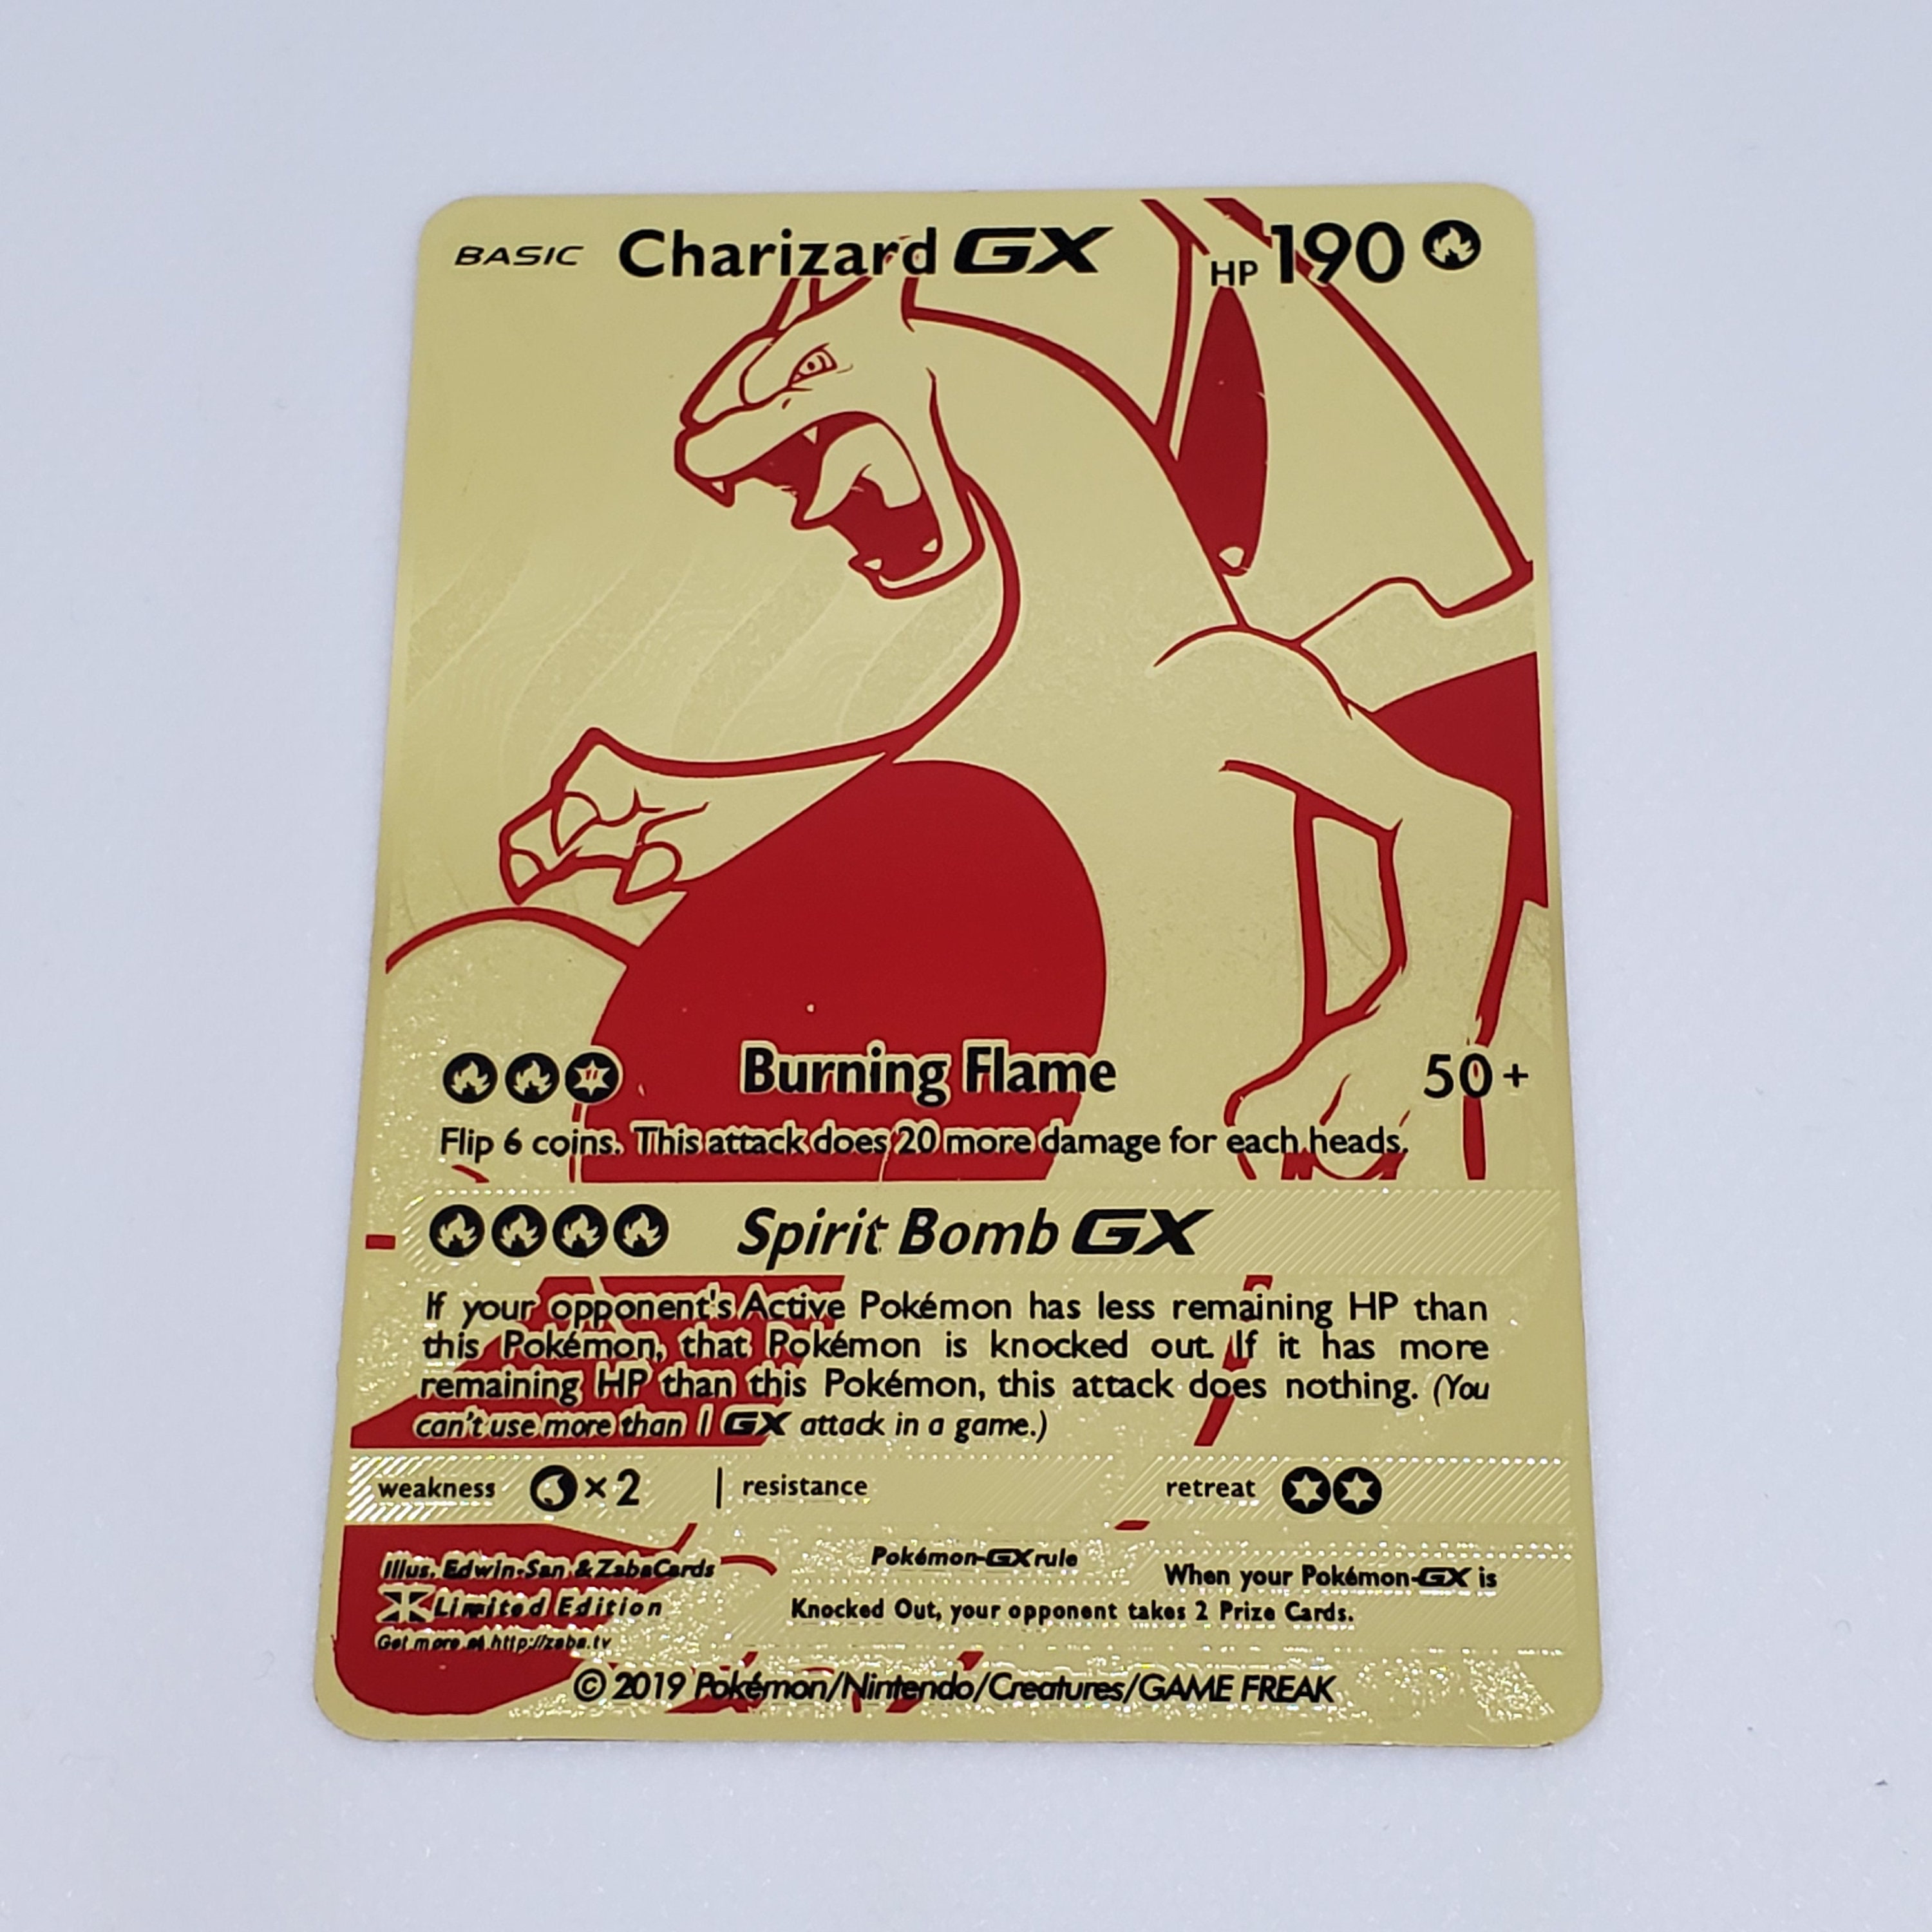 BASIC Charizard GX HP 190
Burning Flame 50+
Flip 6 coins. This attack does 20 more damage for each heads.
Spirit Bomb GX
If your opponent's Active Pokémon has less remaining HP than
this Pokémon, that Pokémon is knocked out. If it has more
remaining HP than this Pokémon, this attack does nothing. (You
can't use more than 1 GX attack in a game.)
weakness × 2 | resistance retreat
Illus. Edwin-San & ZabaCards
Limited Edition
Get more at http://zaba.tv
Pokémon-GX rule
When your Pokémon-GX is
Knocked Out, your opponent takes 2 Prize Cards.
© 2019 Pokémon/Nintendo/Creatures/GAME FREAK